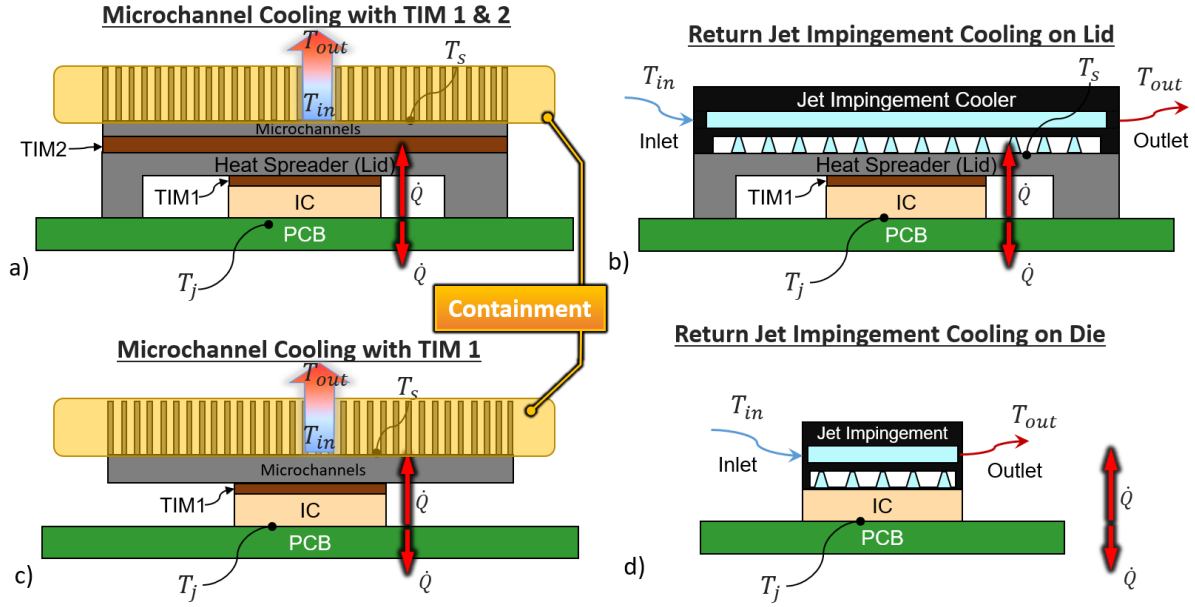 Microchannel Cooling with TIM 1 & 2
a)
T_out
T_s
T_in
Microchannels
TIM2
Heat Spreader (Lid)
TIM1
IC
Q̇
PCB
Q̇
T_j
Return Jet Impingement Cooling on Lid
T_in
T_s
T_out
Jet Impingement Cooler
Inlet
Outlet
Heat Spreader (Lid)
TIM1
IC
Q̇
PCB
b)
Q̇
T_j
Containment
Microchannel Cooling with TIM 1
T_out
T_s
T_in
Microchannels
TIM1
IC
Q̇
PCB
c)
Q̇
T_j
Return Jet Impingement Cooling on Die
T_in
T_out
Jet Impingement
Inlet
Outlet
IC
Q̇
PCB
d)
Q̇
T_j